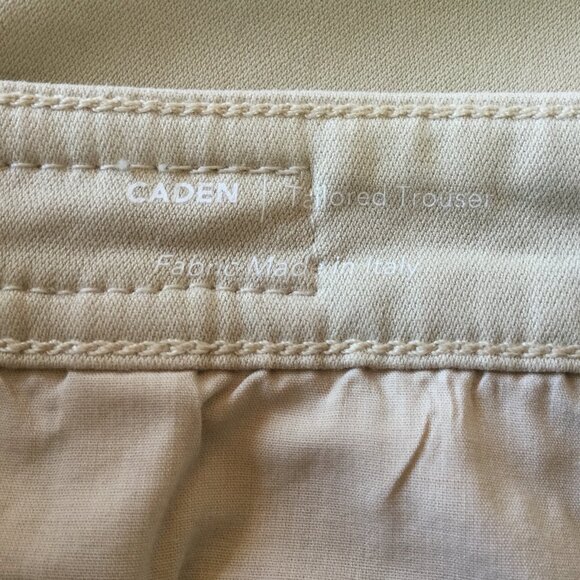 CADEN | Tailored Trouser
Fabric Made in Italy